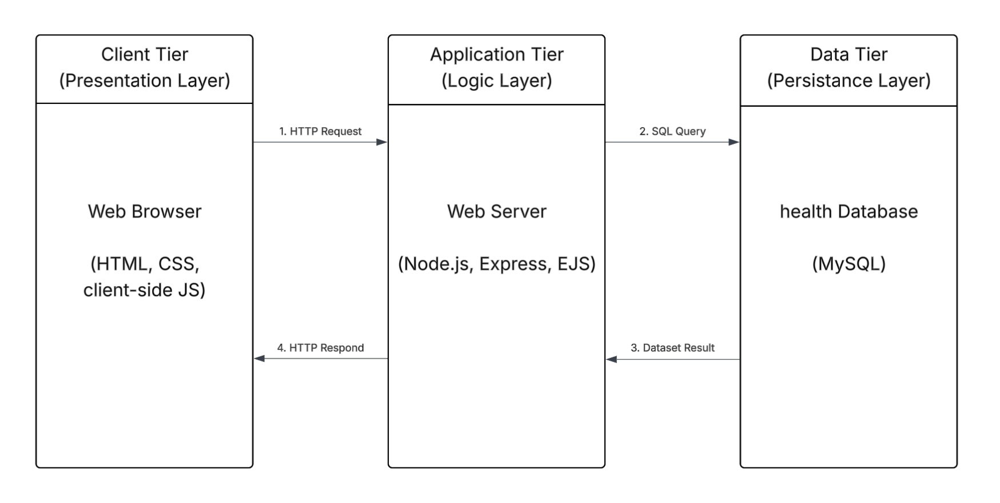 Client Tier
(Presentation Layer)
Application Tier
(Logic Layer)
Data Tier
(Persistance Layer)
1. HTTP Request
2. SQL Query
Web Browser
(HTML, CSS,
client-side JS)
Web Server
(Node.js, Express, EJS)
health Database
(MySQL)
4. HTTP Respond
3. Dataset Result